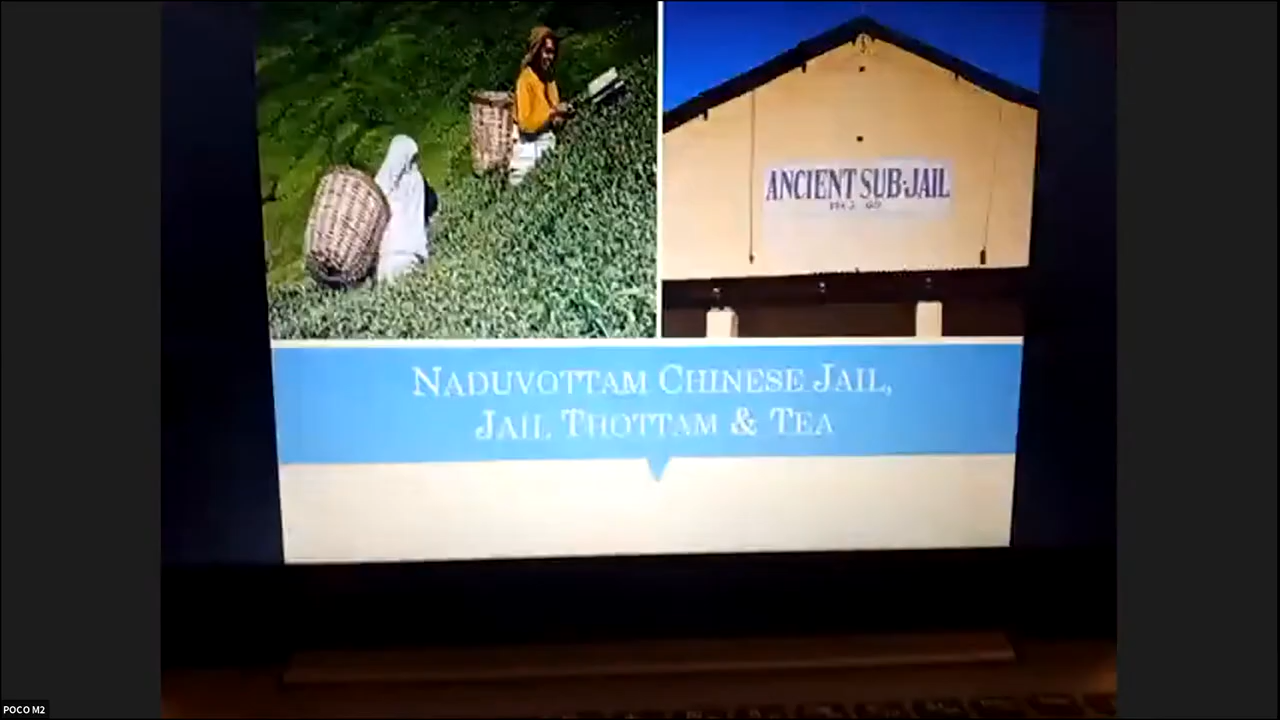 ANCIENT SUB-JAIL
NADUVOTTAM CHINESE JAIL,
JAIL THOTTAM & TEA
POCO M2